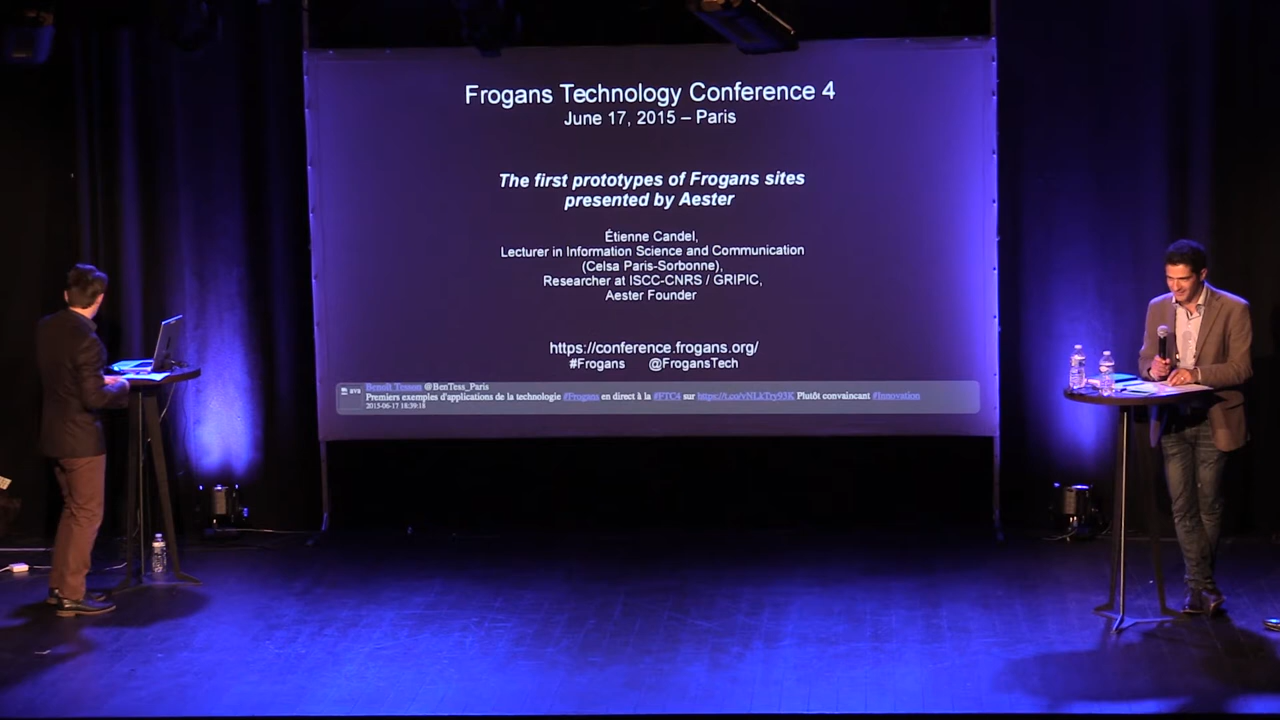 Frogans Technology Conference 4
June 17, 2015 – Paris
The first prototypes of Frogans sites
presented by Aester
Étienne Candel,
Lecturer in Information Science and Communication
(Celsa Paris-Sorbonne),
Researcher at ISCC-CNRS / GRIPIC,
Aester Founder
https://conference.frogans.org/
#Frogans @FrogansTech
ava
Benoît Tesson @BenTess_Paris
Premiers exemples d'applications de la technologie #Frogans en direct à la #FTC4 sur Plutôt convaincant #Innovation
2015-06-17 18:39:18